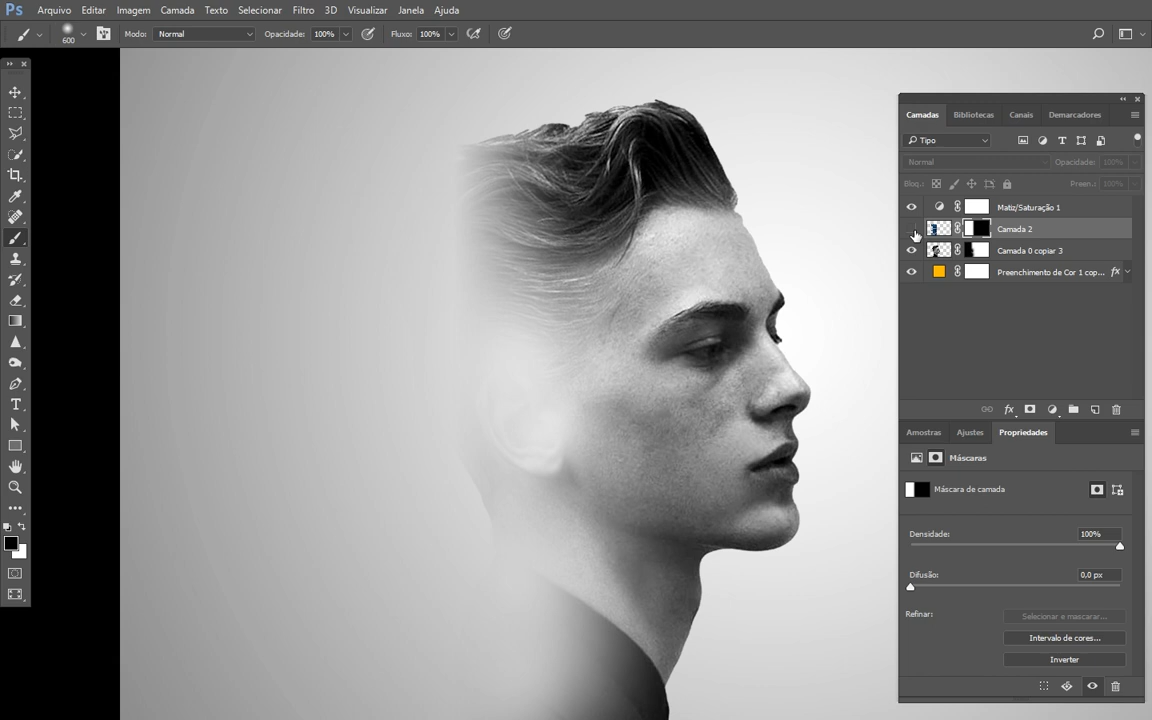 Ps Arquivo Editar Imagem Camada Texto Selecionar Filtro 3D Visualizar Janela Ajuda
600 Modo: Normal Opacidade: 100% Fluxo: 100%
Camadas Bibliotecas Canais Demarcadores
Tipo
Normal Opacidade: 100%
Bloq.: Preen.: 100%
Matiz/Saturação 1
Camada 2
Camada 0 copiar 3
Preenchimento de Cor 1 cop... fx
fx
Amostras Ajustes Propriedades
Máscaras
Máscara de camada
Densidade: 100%
Difusão: 0,0 px
Refinar: Selecionar e mascarar...
Intervalo de cores...
Inverter